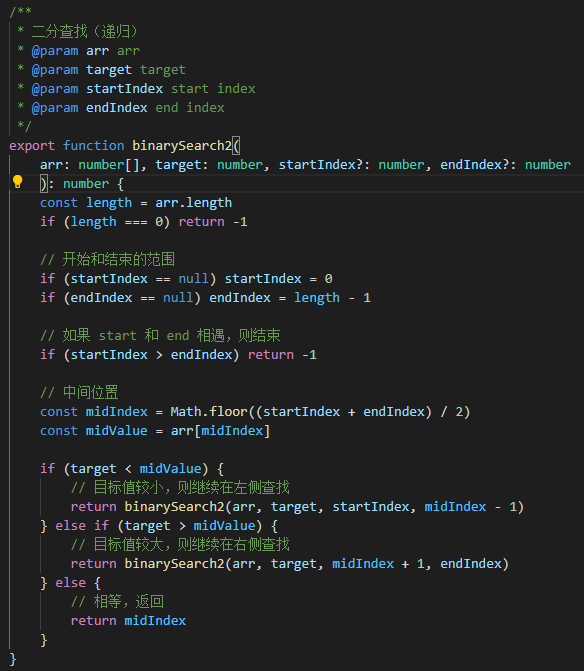 /**
 * 二分查找（递归）
 * @param arr arr
 * @param target target
 * @param startIndex start index
 * @param endIndex end index
 */
export function binarySearch2(
    arr: number[], target: number, startIndex?: number, endIndex?: number
    ): number {
    const length = arr.length
    if (length === 0) return -1

    // 开始和结束的范围
    if (startIndex == null) startIndex = 0
    if (endIndex == null) endIndex = length - 1

    // 如果 start 和 end 相遇，则结束
    if (startIndex > endIndex) return -1

    // 中间位置
    const midIndex = Math.floor((startIndex + endIndex) / 2)
    const midValue = arr[midIndex]

    if (target < midValue) {
        // 目标值较小，则继续在左侧查找
        return binarySearch2(arr, target, startIndex, midIndex - 1)
    } else if (target > midValue) {
        // 目标值较大，则继续在右侧查找
        return binarySearch2(arr, target, midIndex + 1, endIndex)
    } else {
        // 相等，返回
        return midIndex
    }
}